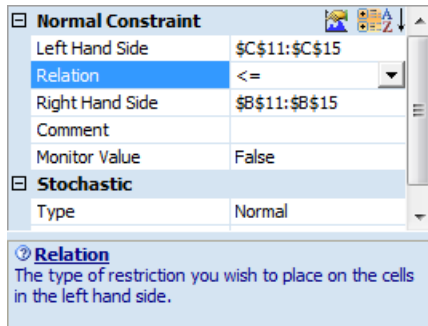 Normal Constraint
Left Hand Side $C$11:$C$15
Relation <=
Right Hand Side $B$11:$B$15
Comment
Monitor Value False
Stochastic
Type Normal
Relation
The type of restriction you wish to place on the cells
in the left hand side.